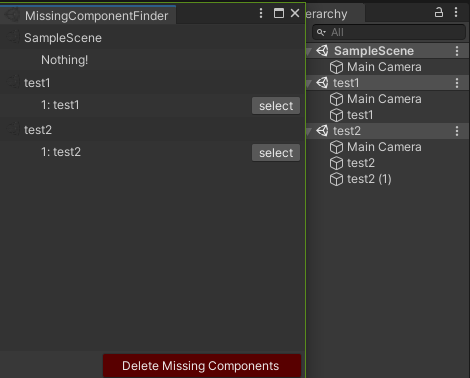 MissingComponentFinder
SampleScene
Nothing!
test1
1: test1 select
test2
1: test2 select
Delete Missing Components
erarchy
All
SampleScene
Main Camera
test1
Main Camera
test1
test2
Main Camera
test2
test2 (1)